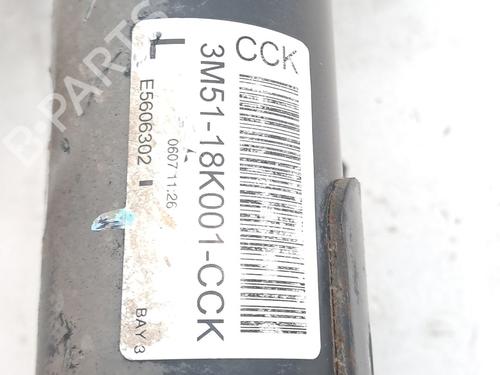 CCK
3M51-18K001-CCK
L
0607 11:26
E5606302
BAY 3
B-PARTS